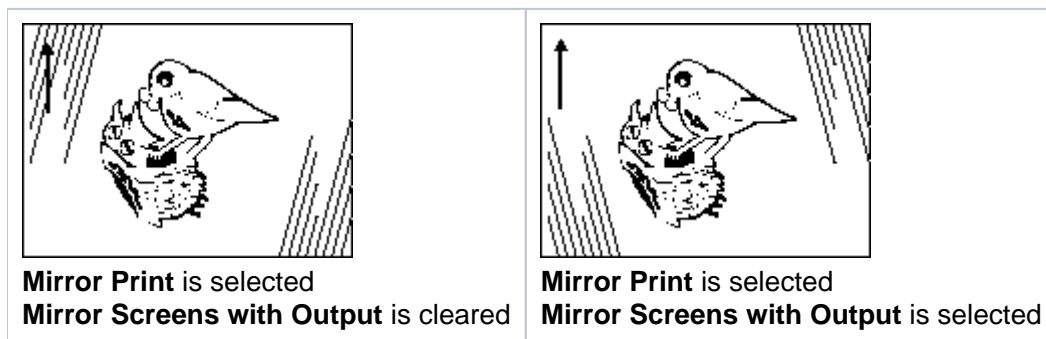 Mirror Print is selected
Mirror Screens with Output is cleared
Mirror Print is selected
Mirror Screens with Output is selected